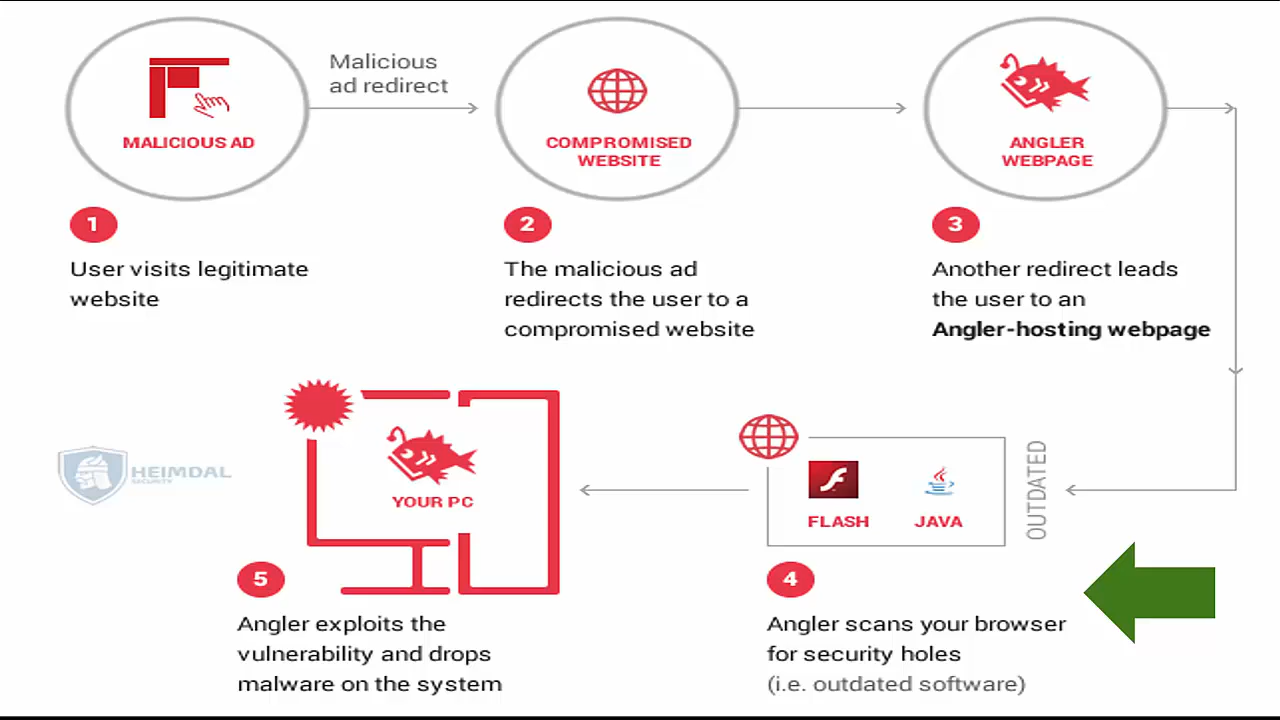 Malicious
ad redirect
MALICIOUS AD
COMPROMISED
WEBSITE
ANGLER
WEBPAGE
1
User visits legitimate
website
2
The malicious ad
redirects the user to a
compromised website
3
Another redirect leads
the user to an
Angler-hosting webpage
HEIMDAL
SECURITY
YOUR PC
FLASH
JAVA
OUTDATED
5
Angler exploits the
vulnerability and drops
malware on the system
4
Angler scans your browser
for security holes
(i.e. outdated software)